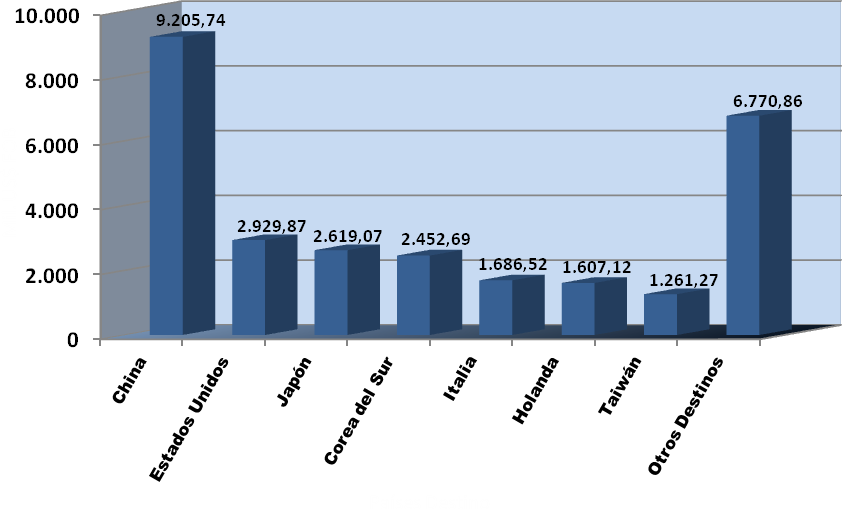 10.000
8.000
6.000
4.000
2.000
0
9.205,74
2.929,87
2.619,07
2.452,69
1.686,52
1.607,12
1.261,27
6.770,86
China
Estados Unidos
Japón
Corea del Sur
Italia
Holanda
Taiwán
Otros Destinos